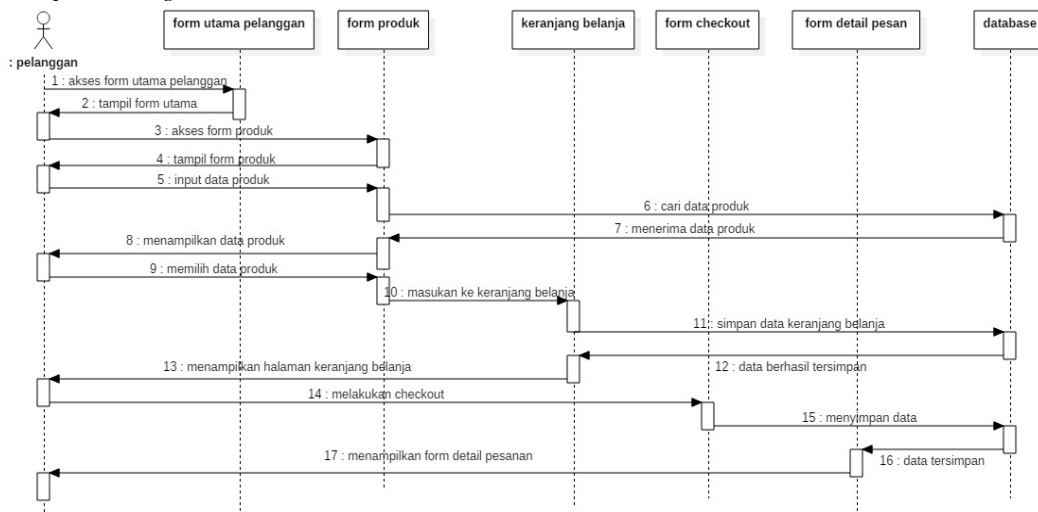 form utama pelanggan
form produk
keranjang belanja
form checkout
form detail pesan
database
: pelanggan
1 : akses form utama pelanggan
2 : tampil form utama
3 : akses form produk
4 : tampil form produk
5 : input data produk
6 : cari data produk
7 : menerima data produk
8 : menampilkan data produk
9 : memilih data produk
10 : masukan ke keranjang belanja
11 : simpan data keranjang belanja
12 : data berhasil tersimpan
13 : menampilkan halaman keranjang belanja
14 : melakukan checkout
15 : menyimpan data
16 : data tersimpan
17 : menampilkan form detail pesanan